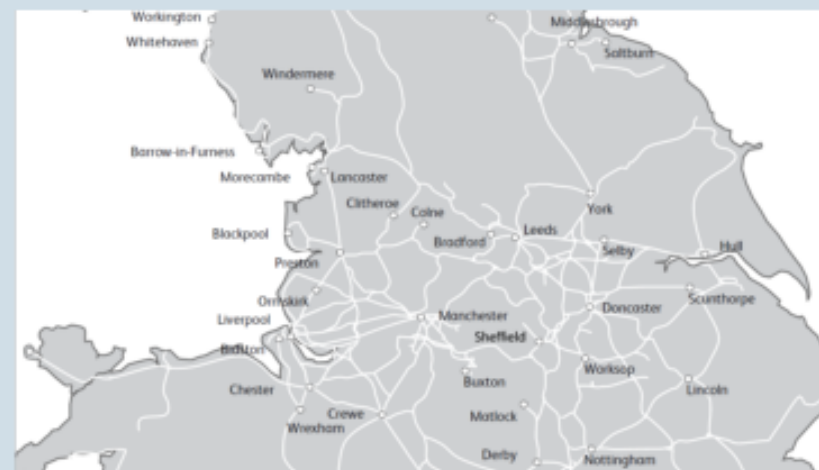 Workington
Middlesbrough
Whitehaven
Saltburn
Windermere
Barrow-in-Furness
Morecambe
Lancaster
Clitheroe
Colne
York
Blackpool
Bradford
Leeds
Selby
Hull
Preston
Ormskirk
Scunthorpe
Doncaster
Liverpool
Manchester
Sheffield
Bidston
Worksop
Buxton
Chester
Lincoln
Crewe
Matlock
Wrexham
Derby
Nottingham